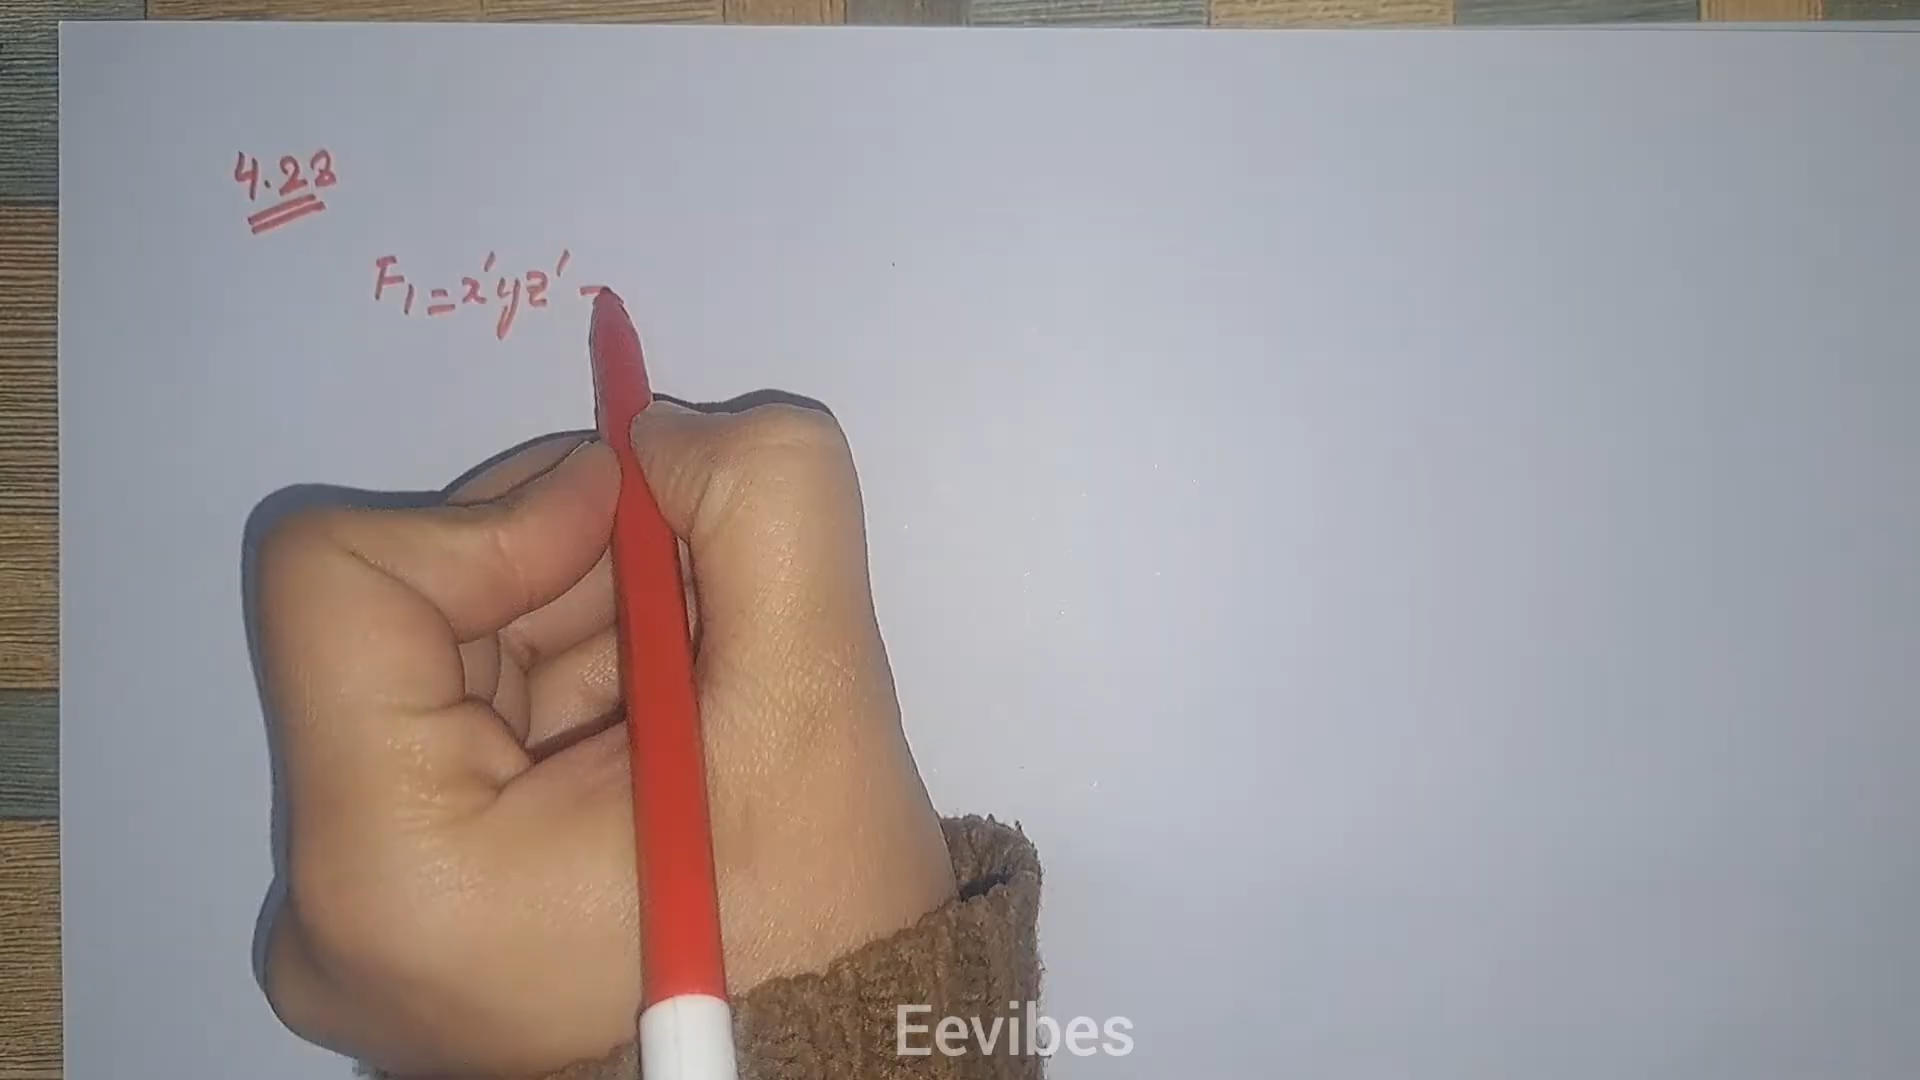 4.28
F₁ = x'yz' -
Eevibes